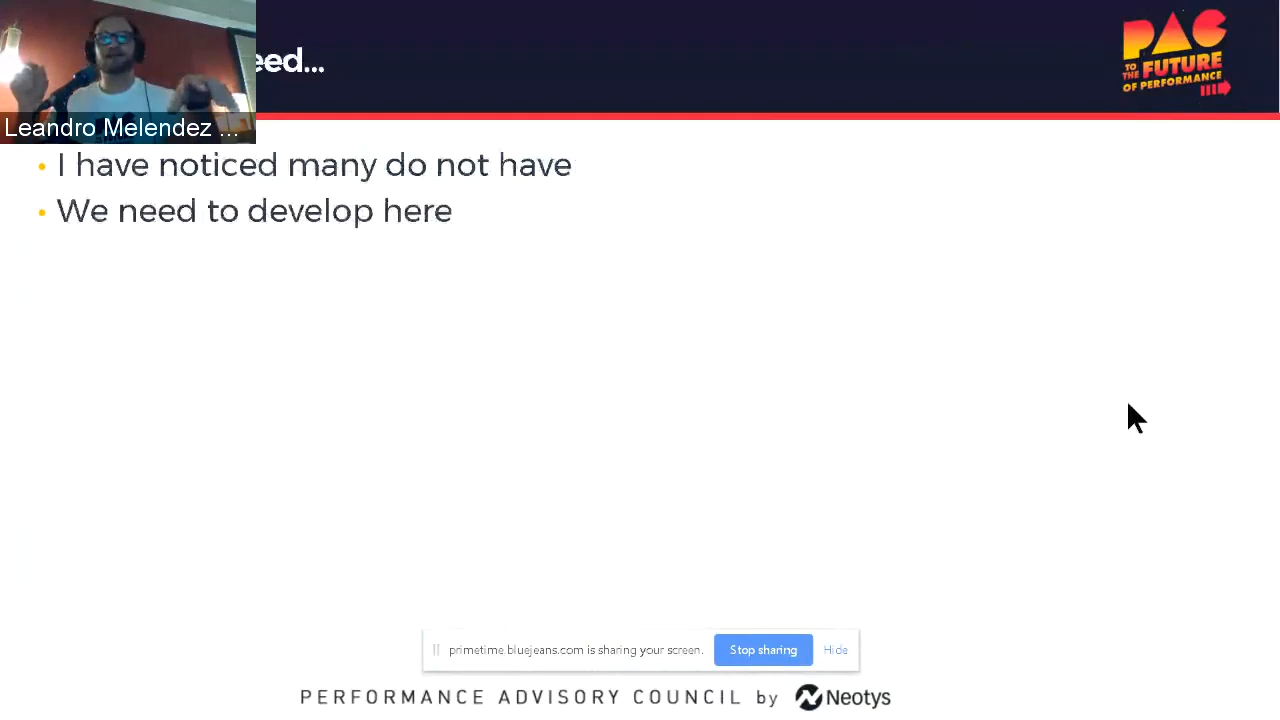 eed...
PAC
TO THE FUTURE
OF PERFORMANCE
Leandro Melendez ...
• I have noticed many do not have
• We need to develop here
primetime.bluejeans.com is sharing your screen. Stop sharing Hide
PERFORMANCE ADVISORY COUNCIL by Neotys